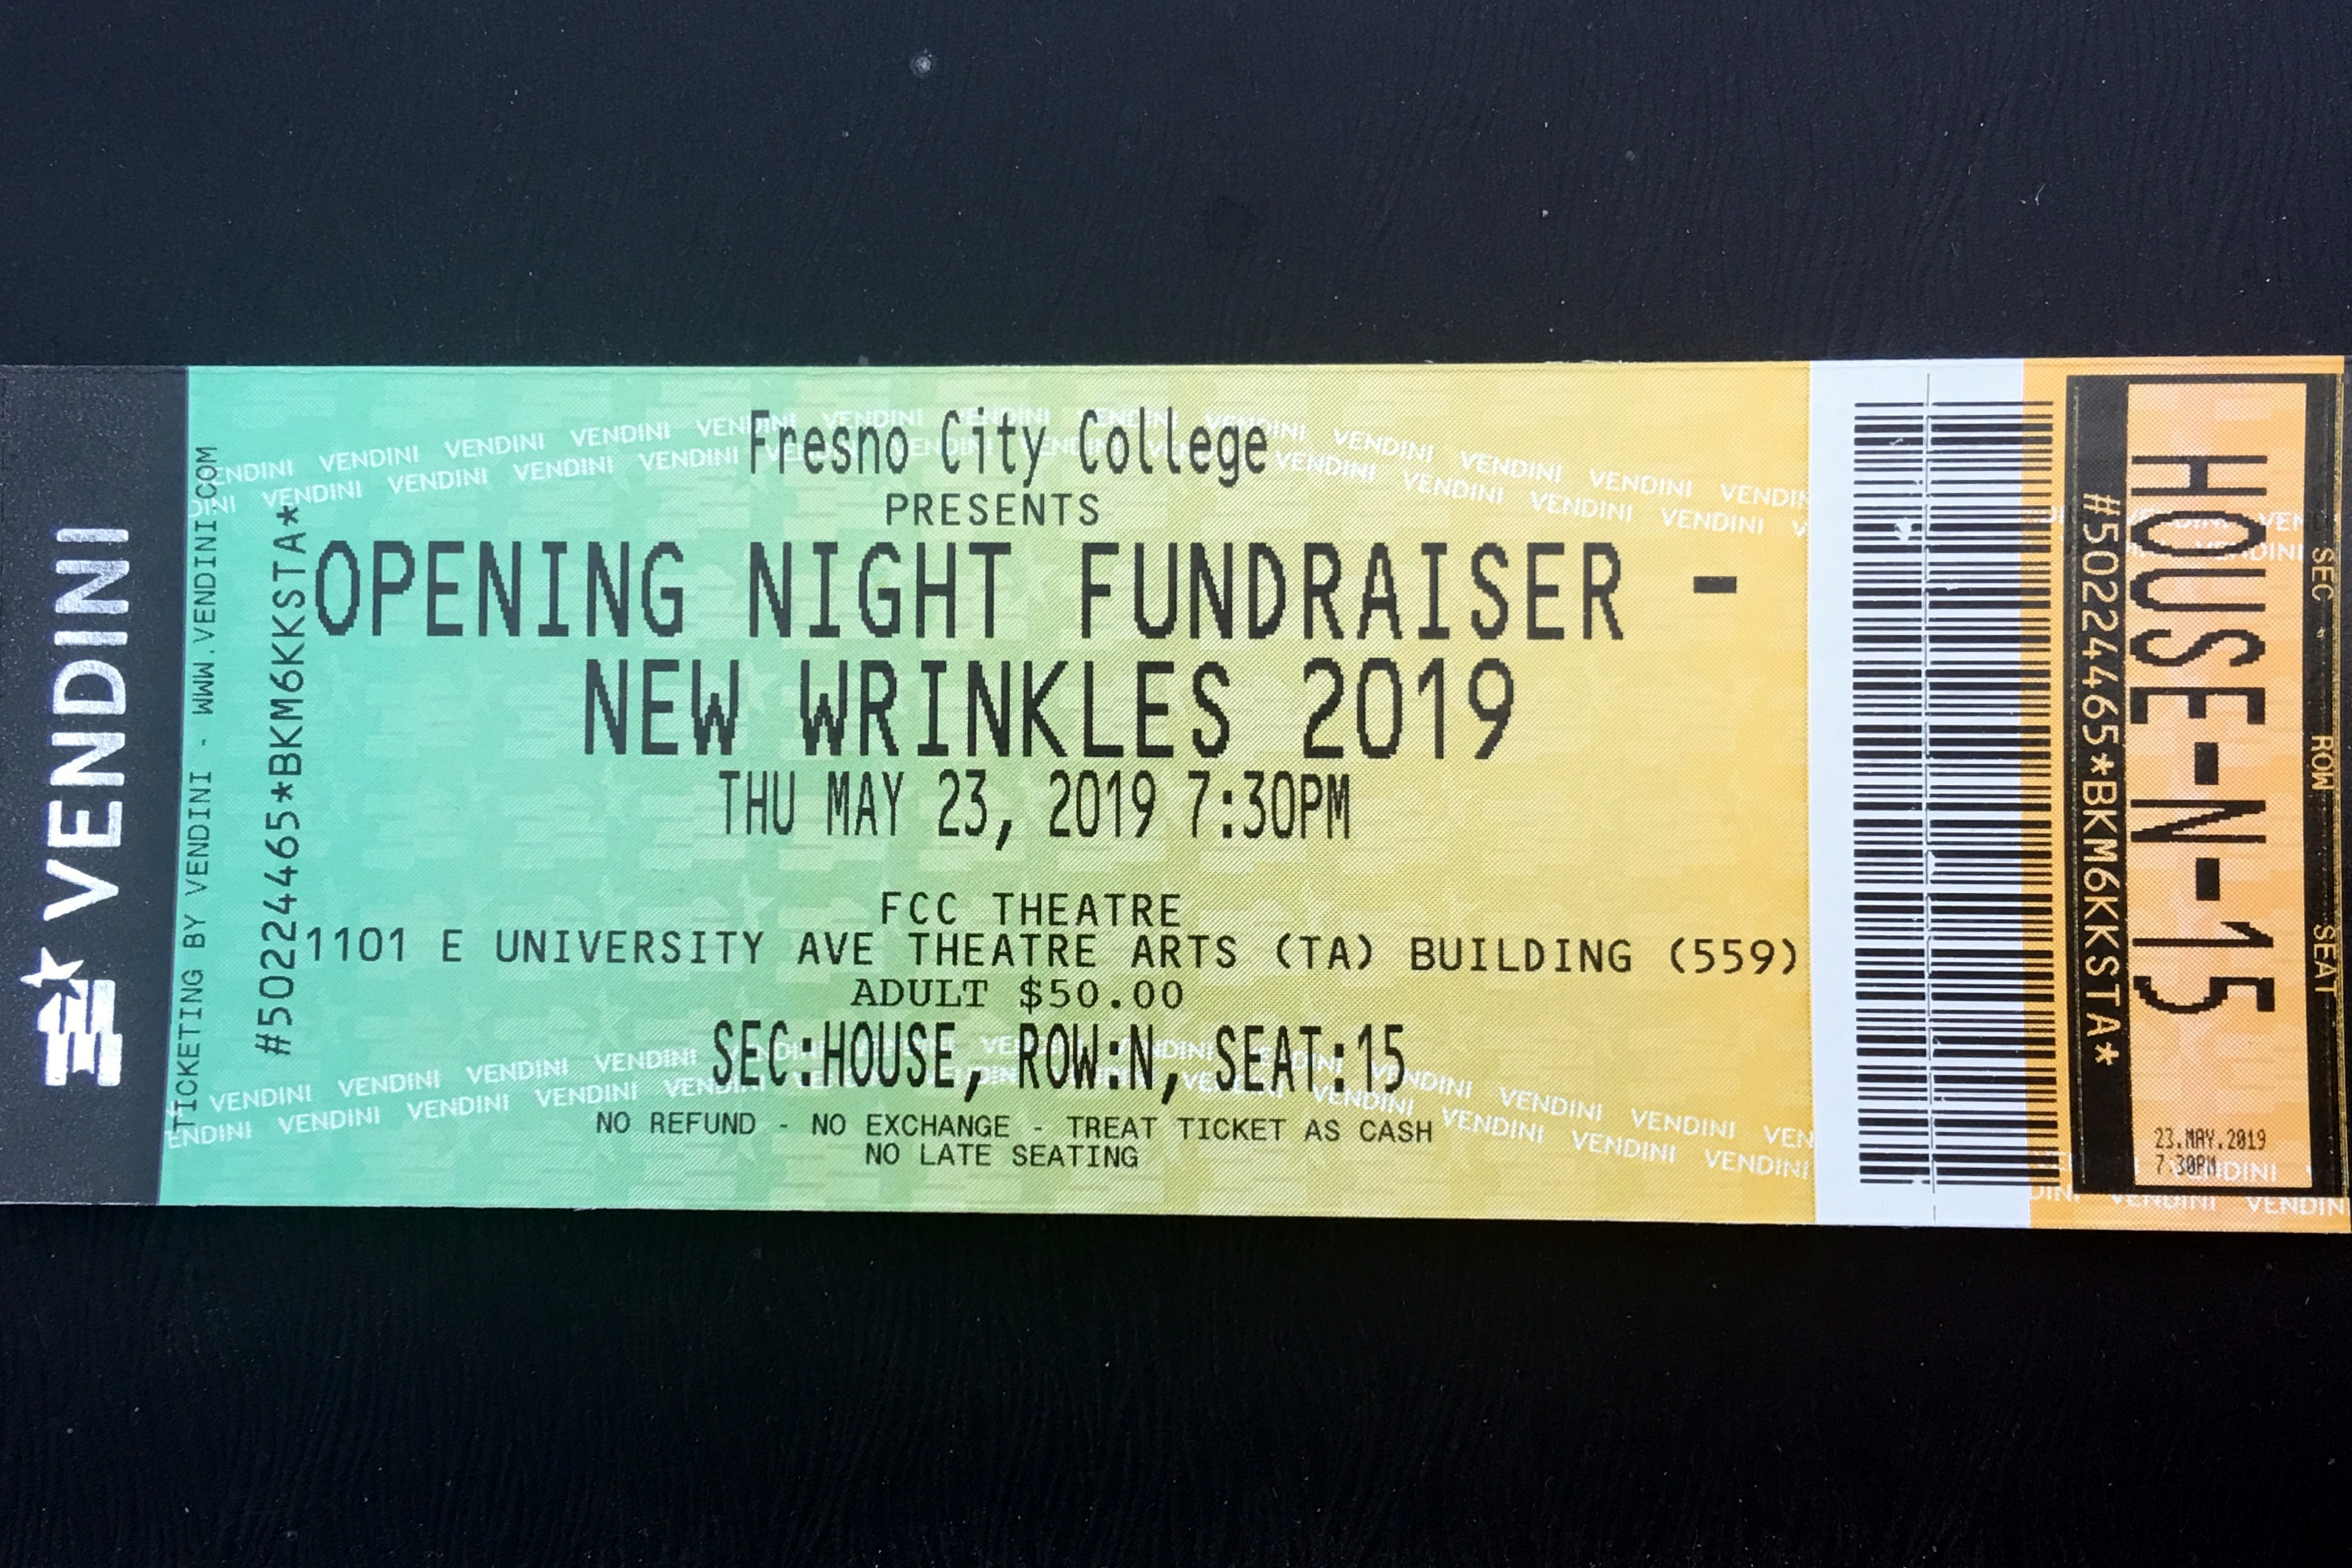 VENDINI
TICKETING BY VENDINI - WWW.VENDINI.COM
#502244465*BKM6KKSTA*
Fresno City College
PRESENTS
OPENING NIGHT FUNDRAISER -
NEW WRINKLES 2019
THU MAY 23, 2019 7:30PM
FCC THEATRE
1101 E UNIVERSITY AVE THEATRE ARTS (TA) BUILDING (559)
ADULT $50.00
SEC:HOUSE, ROW:N, SEAT:15
NO REFUND - NO EXCHANGE - TREAT TICKET AS CASH
NO LATE SEATING
SEC ROW SEAT
HOUSE-N-15
#502244465*BKM6KKSTA*
23.MAY.2019
7:30PM